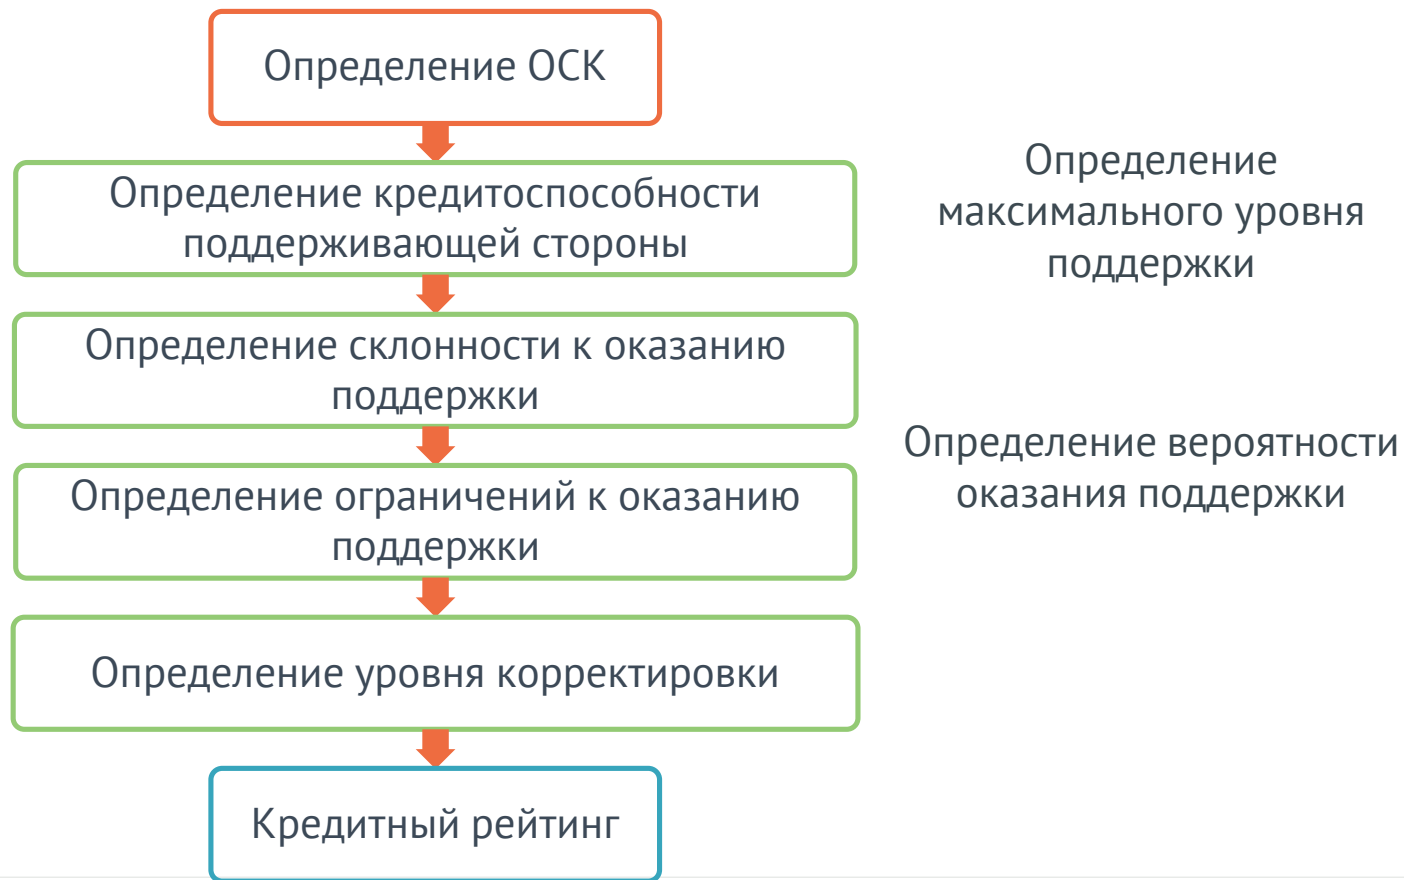 Определение ОСК
Определение кредитоспособности
поддерживающей стороны
Определение
максимального уровня
поддержки
Определение склонности к оказанию
поддержки
Определение ограничений к оказанию
поддержки
Определение вероятности
оказания поддержки
Определение уровня корректировки
Кредитный рейтинг